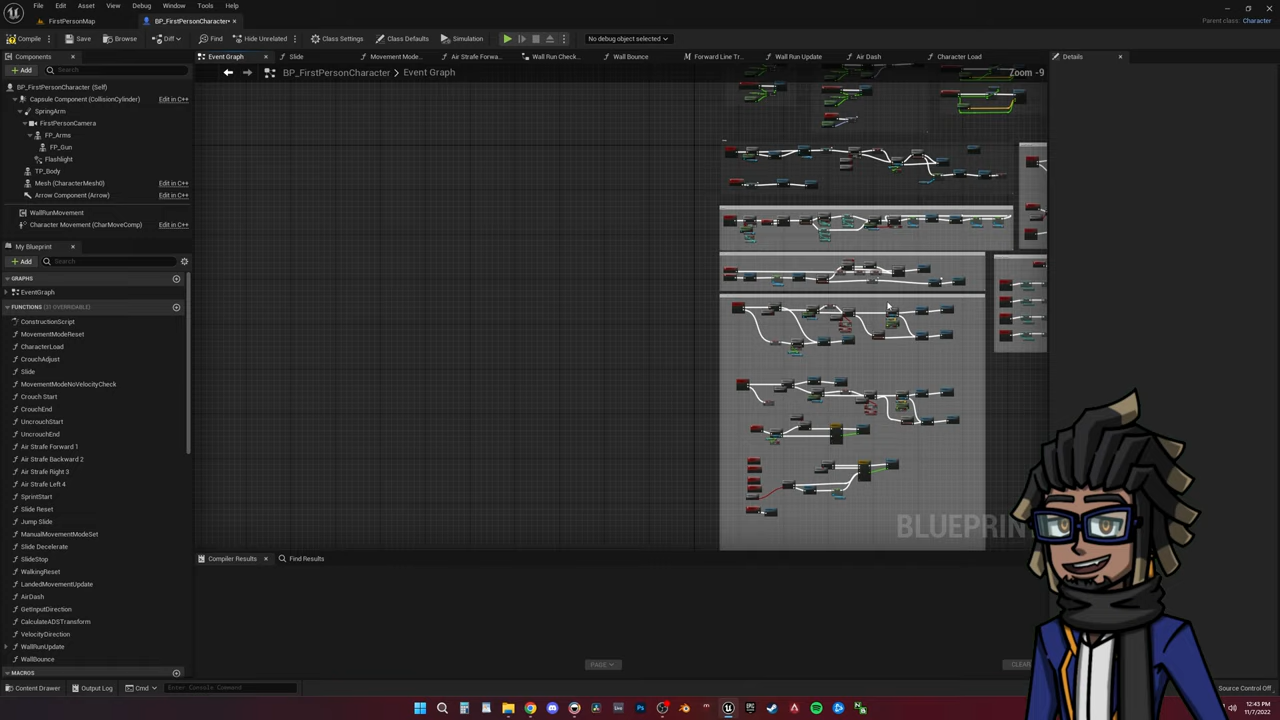 File Edit Asset View Debug Window Tools Help
FirstPersonMap
BP_FirstPersonCharacter•
Parent class: Character
Compile
Save
Browse
Diff
Find
Hide Unrelated
Class Settings
Class Defaults
Simulation
No debug object selected
Components
Event Graph
Slide
Movement Mode...
Air Strafe Forwa...
Wall Run Check...
Wall Bounce
Forward Line Tr...
Wall Run Update
Air Dash
Character Load
Details
Add
Search
BP_FirstPersonCharacter > Event Graph
Zoom -9
BP_FirstPersonCharacter (Self)
Capsule Component (CollisionCylinder) Edit in C++
SpringArm
FirstPersonCamera
FP_Arms
FP_Gun
Flashlight
TP_Body
Mesh (CharacterMesh0) Edit in C++
Arrow Component (Arrow) Edit in C++
WallRunMovement
Character Movement (CharMoveComp) Edit in C++
My Blueprint
Add
Search
GRAPHS
EventGraph
FUNCTIONS (31 OVERRIDABLE)
ConstructionScript
MovementModeReset
CharacterLoad
CrouchAdjust
Slide
MovementModeNoVelocityCheck
Crouch Start
CrouchEnd
UncrouchStart
UncrouchEnd
Air Strafe Forward 1
Air Strafe Backward 2
Air Strafe Right 3
Air Strafe Left 4
SprintStart
Slide Reset
Jump Slide
ManualMovementModeSet
Slide Decelerate
SlideStop
WalkingReset
LandedMovementUpdate
AirDash
GetInputDirection
CalculateADSTransform
VelocityDirection
WallRunUpdate
WallBounce
MACROS
BLUEPRIN
Compiler Results
Find Results
PAGE
CLEAR
Content Drawer
Output Log
Cmd
Enter Console Command
Source Control Off
12:43 PM
11/7/2022